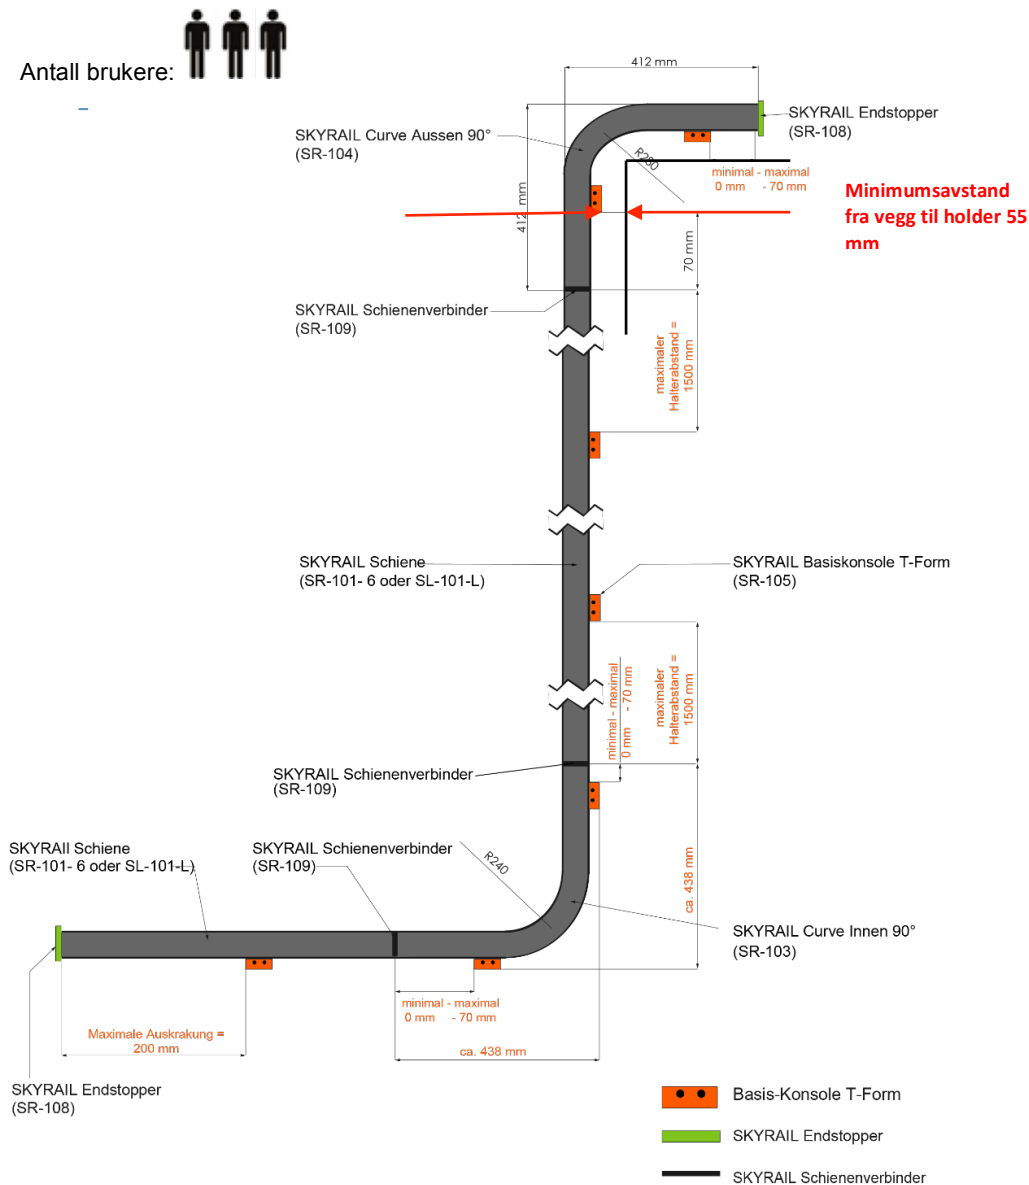 Antall brukere:
412 mm
SKYRAIL Endstopper
(SR-108)
SKYRAIL Curve Aussen 90°
(SR-104)
R280
minimal - maximal
0 mm - 70 mm
412 mm
Minimumsavstand
fra vegg til holder 55
mm
70 mm
SKYRAIL Schienenverbinder
(SR-109)
maximaler
Halterabstand =
1500 mm
SKYRAIL Schiene
(SR-101- 6 oder SL-101-L)
SKYRAIL Basiskonsole T-Form
(SR-105)
minimal - maximal
0 mm - 70 mm
maximaler
Halterabstand =
1500 mm
SKYRAIL Schienenverbinder
(SR-109)
SKYRAIl Schiene
(SR-101- 6 oder SL-101-L)
SKYRAIL Schienenverbinder
(SR-109)
R240
ca. 438 mm
SKYRAIL Curve Innen 90°
(SR-103)
minimal - maximal
0 mm - 70 mm
Maximale Auskrakung =
200 mm
ca. 438 mm
SKYRAIL Endstopper
(SR-108)
Basis-Konsole T-Form
SKYRAIL Endstopper
SKYRAIL Schienenverbinder